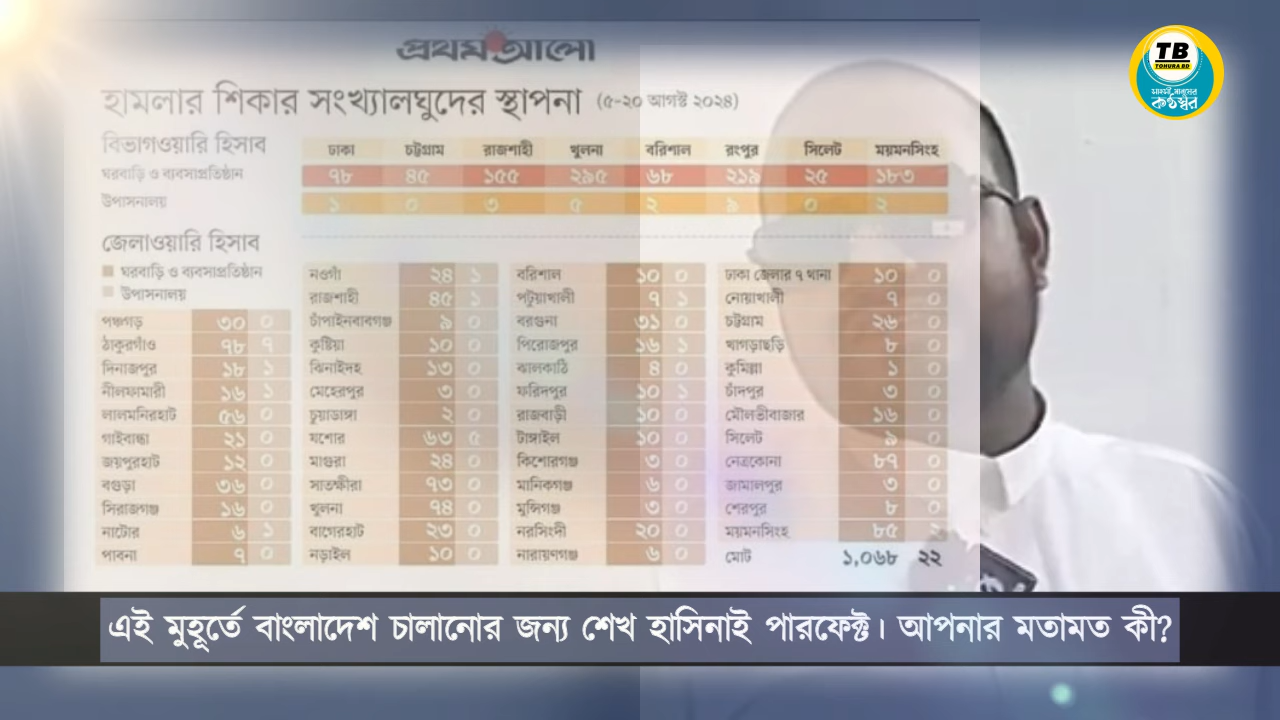 প্রথম আলো
TB
TOHURA BD
কণ্ঠস্বর
হামলার শিকার সংখ্যালঘুদের স্থাপনা (৫-২০ আগস্ট ২০২৪)
বিভাগওয়ারি হিসাব
ঢাকা চট্টগ্রাম রাজশাহী খুলনা বরিশাল রংপুর সিলেট ময়মনসিংহ
ঘরবাড়ি ও ব্যবসাপ্রতিষ্ঠান ৭৮ ৪৫ ১৫৫ ২৯৫ ৬৮ ২১৯ ২৫ ১৮৩
উপাসনালয় ১ ০ ৩ ৫ ২ ৯ ০ ২
জেলাওয়ারি হিসাব
ঘরবাড়ি ও ব্যবসাপ্রতিষ্ঠান
উপাসনালয়
পঞ্চগড় ৩০ ০
ঠাকুরগাঁও ৭৮ ৭
দিনাজপুর ১৮ ১
নীলফামারী ১৬ ১
লালমনিরহাট ৫৬ ০
গাইবান্ধা ২১ ০
জয়পুরহাট ১২ ০
বগুড়া ৩৬ ০
সিরাজগঞ্জ ১৬ ০
নাটোর ৬ ১
পাবনা ৭ ০
নওগাঁ ২৪ ১
রাজশাহী ৪৫ ১
চাঁপাইনবাবগঞ্জ ৯ ০
কুষ্টিয়া ১০ ০
ঝিনাইদহ ১৩ ০
মেহেরপুর ৩ ০
চুয়াডাঙ্গা ২ ০
যশোর ৬৩ ৫
মাগুরা ২৪ ০
সাতক্ষীরা ৭৩ ০
খুলনা ৭৪ ০
বাগেরহাট ২৩ ০
নড়াইল ১০ ০
বরিশাল ১০ ০
পটুয়াখালী ৭ ১
বরগুনা ৩১ ০
পিরোজপুর ১৬ ১
ঝালকাঠি ৪ ০
ফরিদপুর ১০ ১
রাজবাড়ী ১০ ০
টাঙ্গাইল ১০ ০
কিশোরগঞ্জ ৩ ০
মানিকগঞ্জ ৬ ০
মুন্সিগঞ্জ ৩ ০
নরসিংদী ২০ ০
নারায়ণগঞ্জ ৬ ০
ঢাকা জেলার ৭ থানা ১০ ০
নোয়াখালী ৭ ০
চট্টগ্রাম ২৬ ০
খাগড়াছড়ি ৮ ০
কুমিল্লা ১ ০
চাঁদপুর ৩ ০
মৌলভীবাজার ১৬ ০
সিলেট ৯ ০
নেত্রকোনা ৮৭ ০
জামালপুর ৩ ০
শেরপুর ৮ ০
ময়মনসিংহ ৮৫ ২
মোট ১,০৬৮ ২২
এই মুহূর্তে বাংলাদেশ চালানোর জন্য শেখ হাসিনাই পারফেক্ট। আপনার মতামত কী?